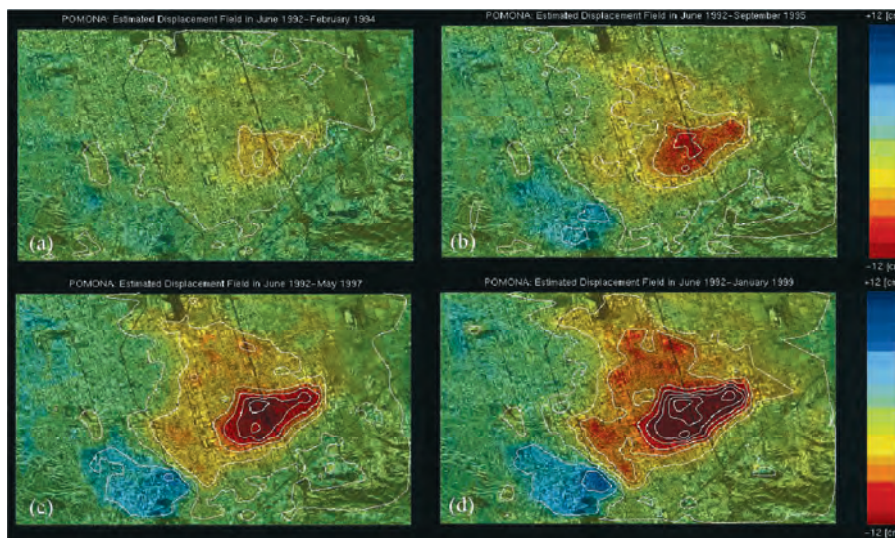 POMONA: Estimated Displacement Field in June 1992-February 1994
POMONA: Estimated Displacement Field in June 1992-September 1995
+12 [c
(a)
(b)
-12 [c
POMONA: Estimated Displacement Field in June 1992-May 1997
POMONA: Estimated Displacement Field in June 1992-January 1999
+12 [c
(c)
(d)
-12 [c